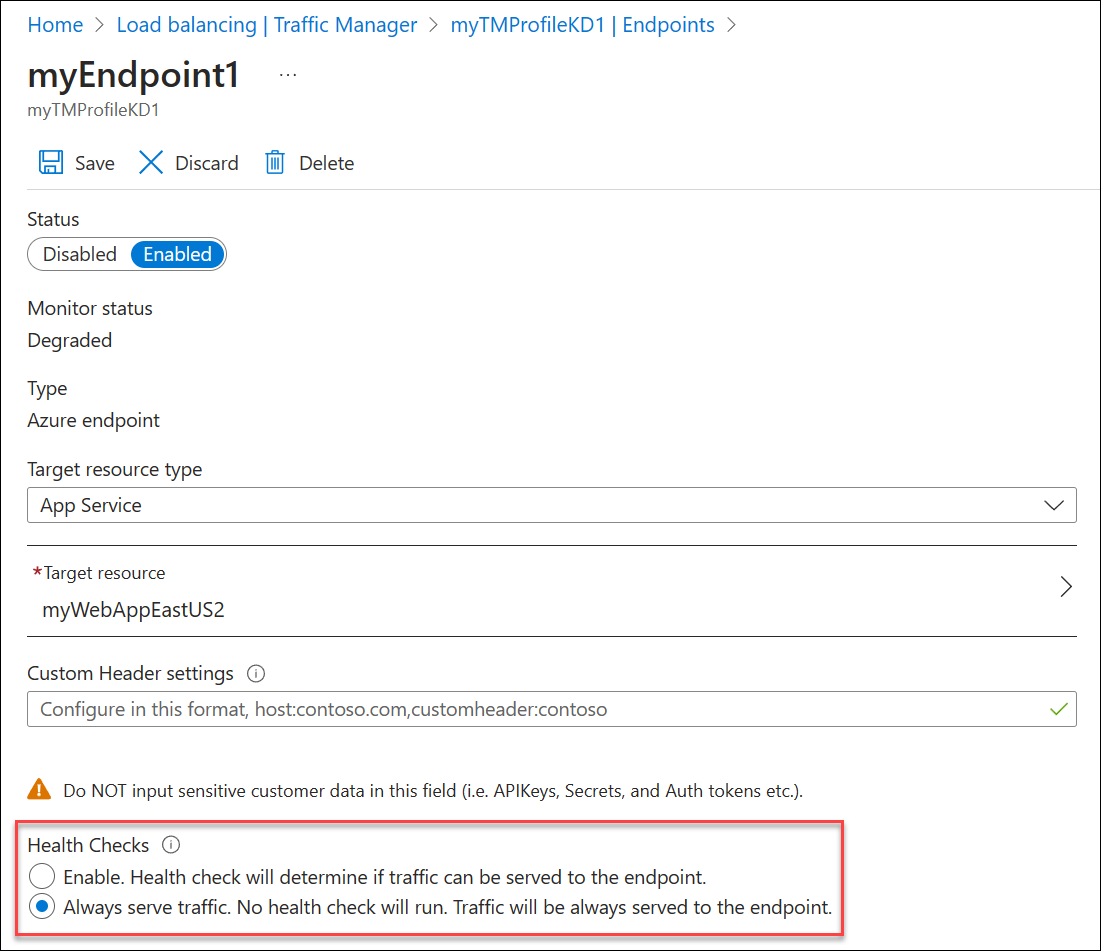 Home > Load balancing | Traffic Manager > myTMProfileKD1 | Endpoints >
myEndpoint1 ...
myTMProfileKD1
Save Discard Delete
Status
Disabled Enabled
Monitor status
Degraded
Type
Azure endpoint
Target resource type
App Service
*Target resource
myWebAppEastUS2
Custom Header settings
Configure in this format, host:contoso.com,customheader:contoso
Do NOT input sensitive customer data in this field (i.e. APIKeys, Secrets, and Auth tokens etc.).
Health Checks
Enable. Health check will determine if traffic can be served to the endpoint.
Always serve traffic. No health check will run. Traffic will be always served to the endpoint.